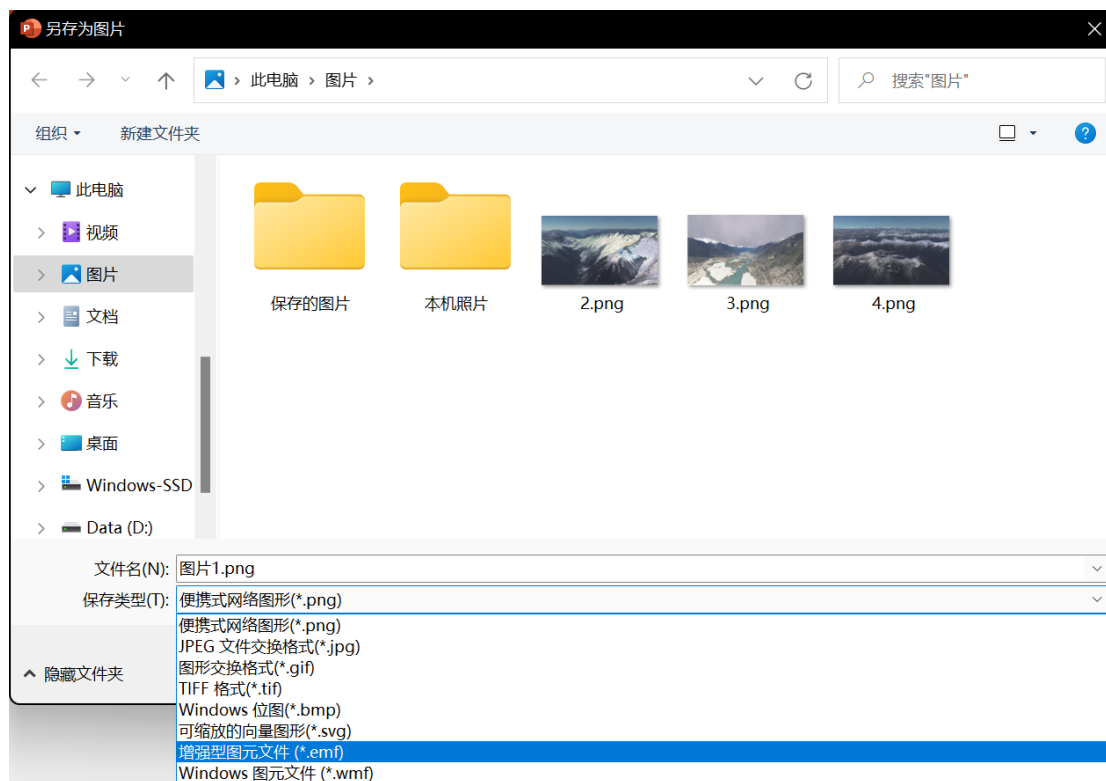 另存为图片
此电脑 › 图片 ›
搜索"图片"
组织 新建文件夹
此电脑
视频
图片
文档
下载
音乐
桌面
Windows-SSD
Data (D:)
保存的图片 本机照片 2.png 3.png 4.png
文件名(N): 图片1.png
保存类型(T): 便携式网络图形(*.png)
便携式网络图形(*.png)
JPEG 文件交换格式(*.jpg)
图形交换格式(*.gif)
TIFF 格式(*.tif)
Windows 位图(*.bmp)
可缩放的向量图形(*.svg)
增强型图元文件 (*.emf)
Windows 图元文件 (*.wmf)
隐藏文件夹